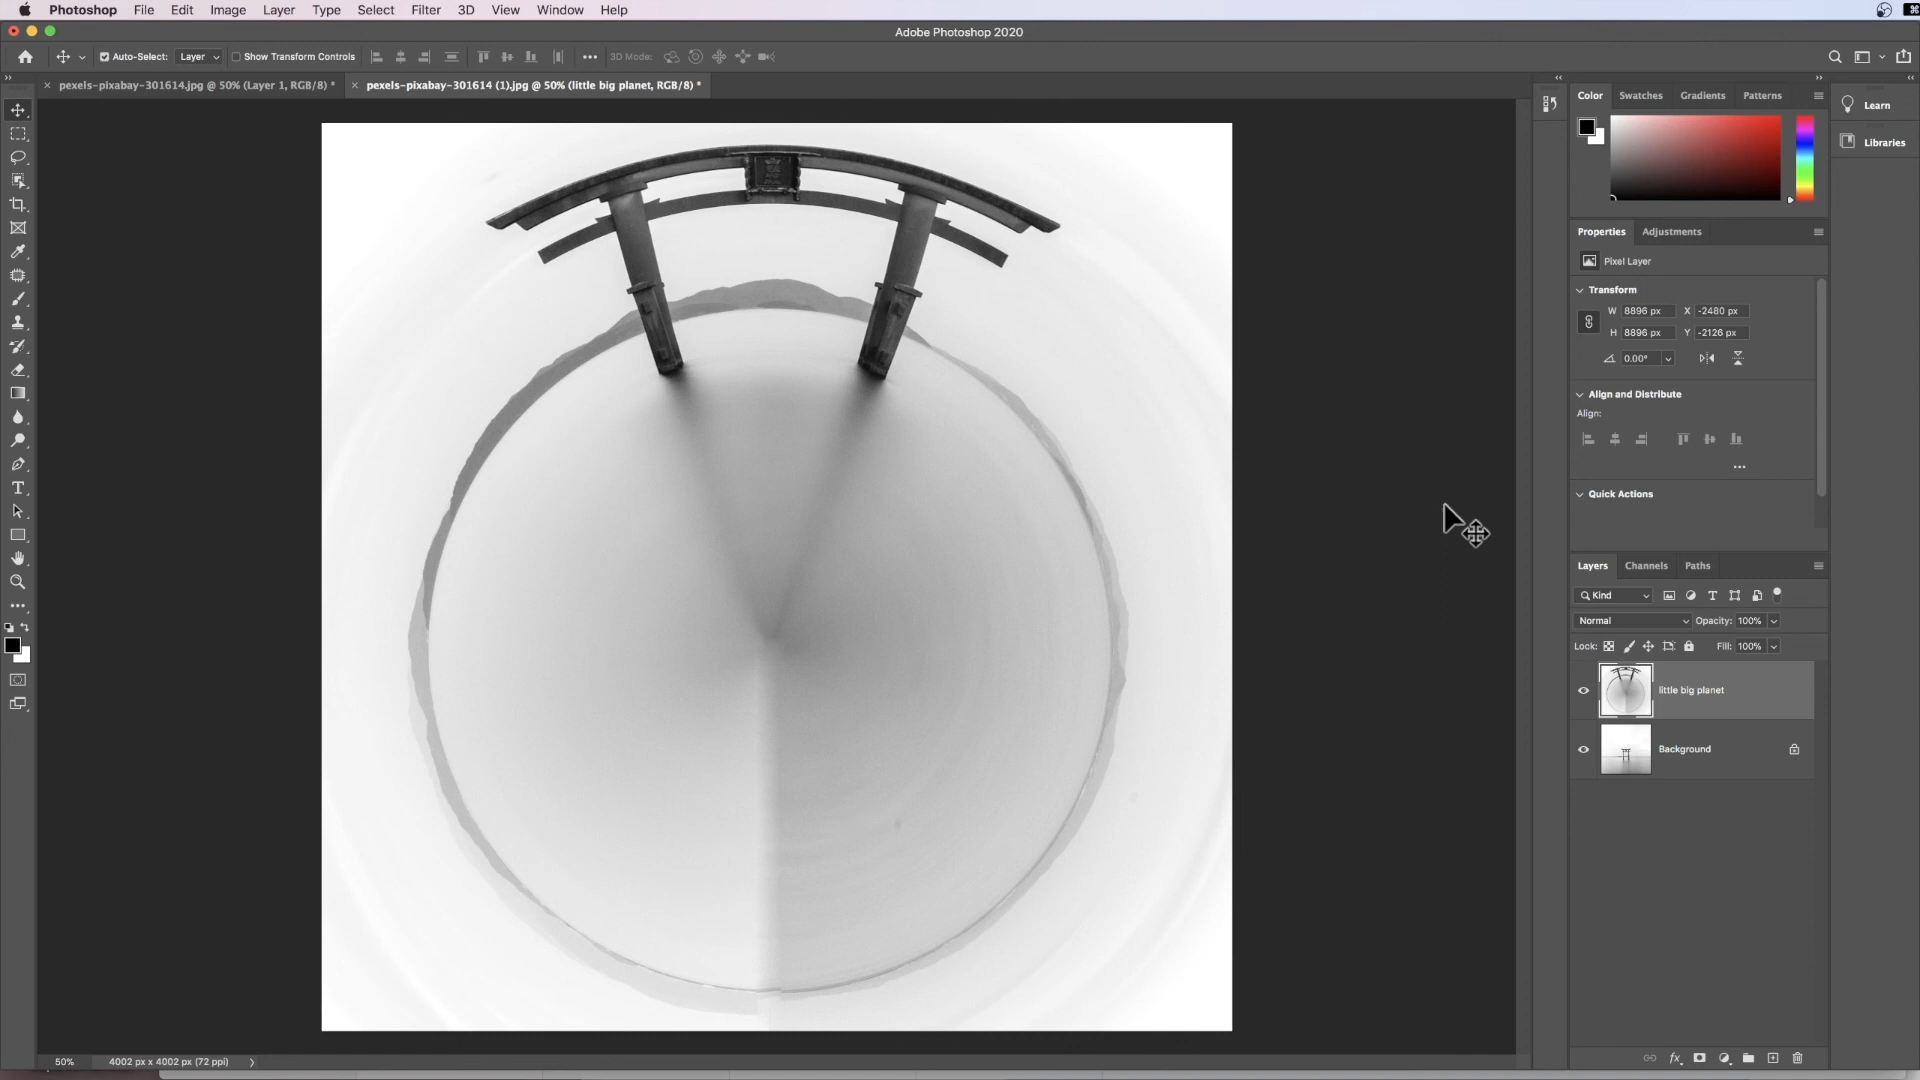 Photoshop File Edit Image Layer Type Select Filter 3D View Window Help
Adobe Photoshop 2020
Auto-Select: Layer Show Transform Controls 3D Mode:
pexels-pixabay-301614.jpg @ 50% (Layer 1, RGB/8) * pexels-pixabay-301614 (1).jpg @ 50% (little big planet, RGB/8) *
Color Swatches Gradients Patterns
Learn
Libraries
Properties Adjustments
Pixel Layer
Transform
W 8896 px X -2480 px
H 8896 px Y -2126 px
0.00°
Align and Distribute
Align:
Quick Actions
Layers Channels Paths
Kind
Normal Opacity: 100%
Lock: Fill: 100%
little big planet
Background
50% 4002 px x 4002 px (72 ppi)